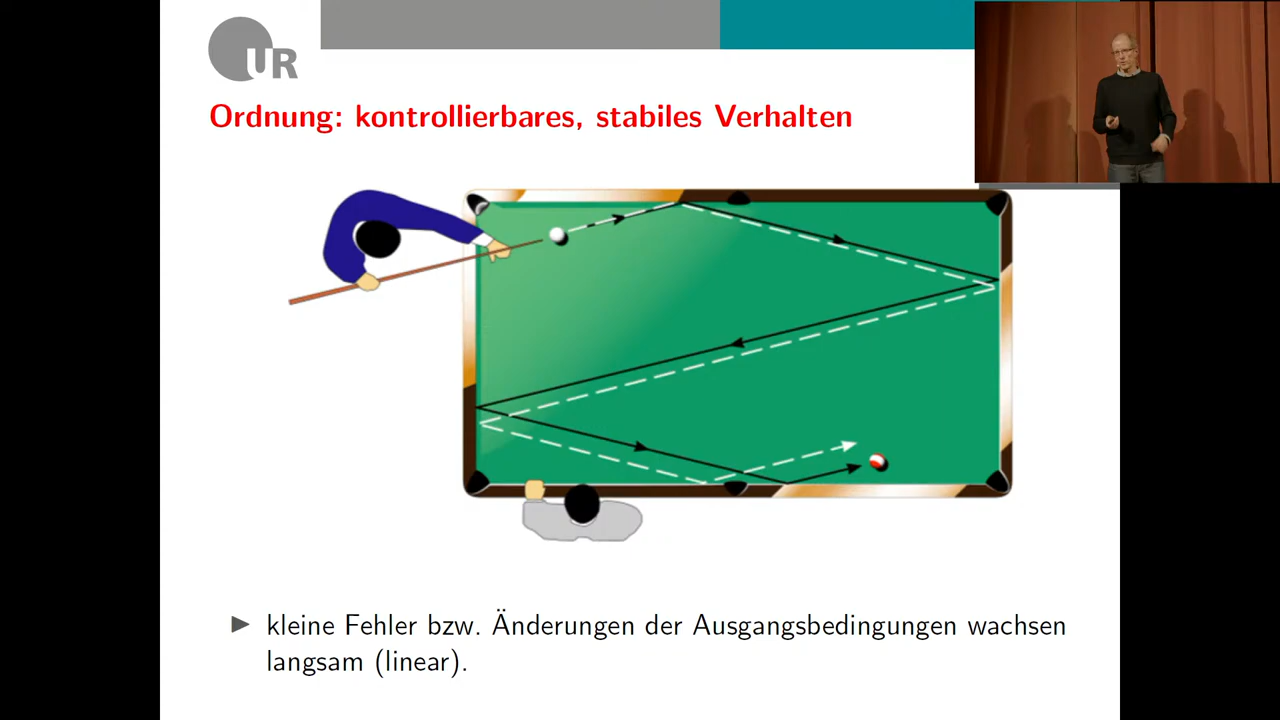 UR
Ordnung: kontrollierbares, stabiles Verhalten
kleine Fehler bzw. Änderungen der Ausgangsbedingungen wachsen
langsam (linear).